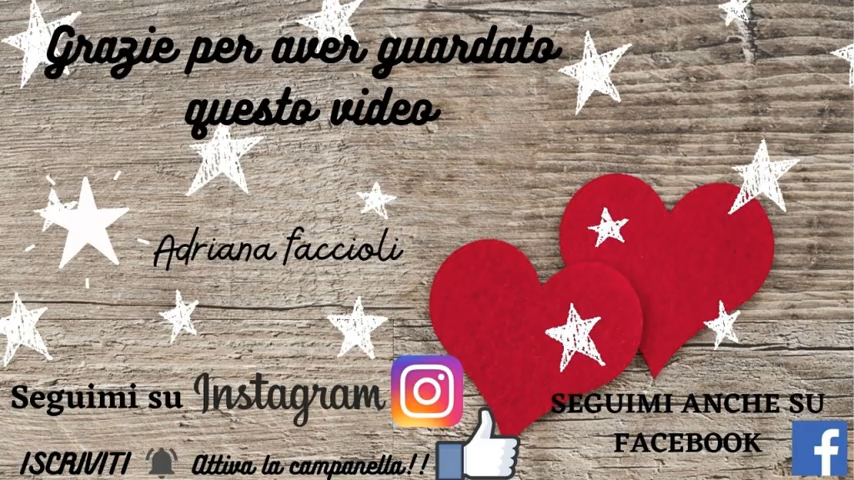 Grazie per aver guardato
questo video
Adriana faccioli
Seguimi su Instagram
SEGUIMI ANCHE SU
FACEBOOK
ISCRIVITI Attiva la campanella!!